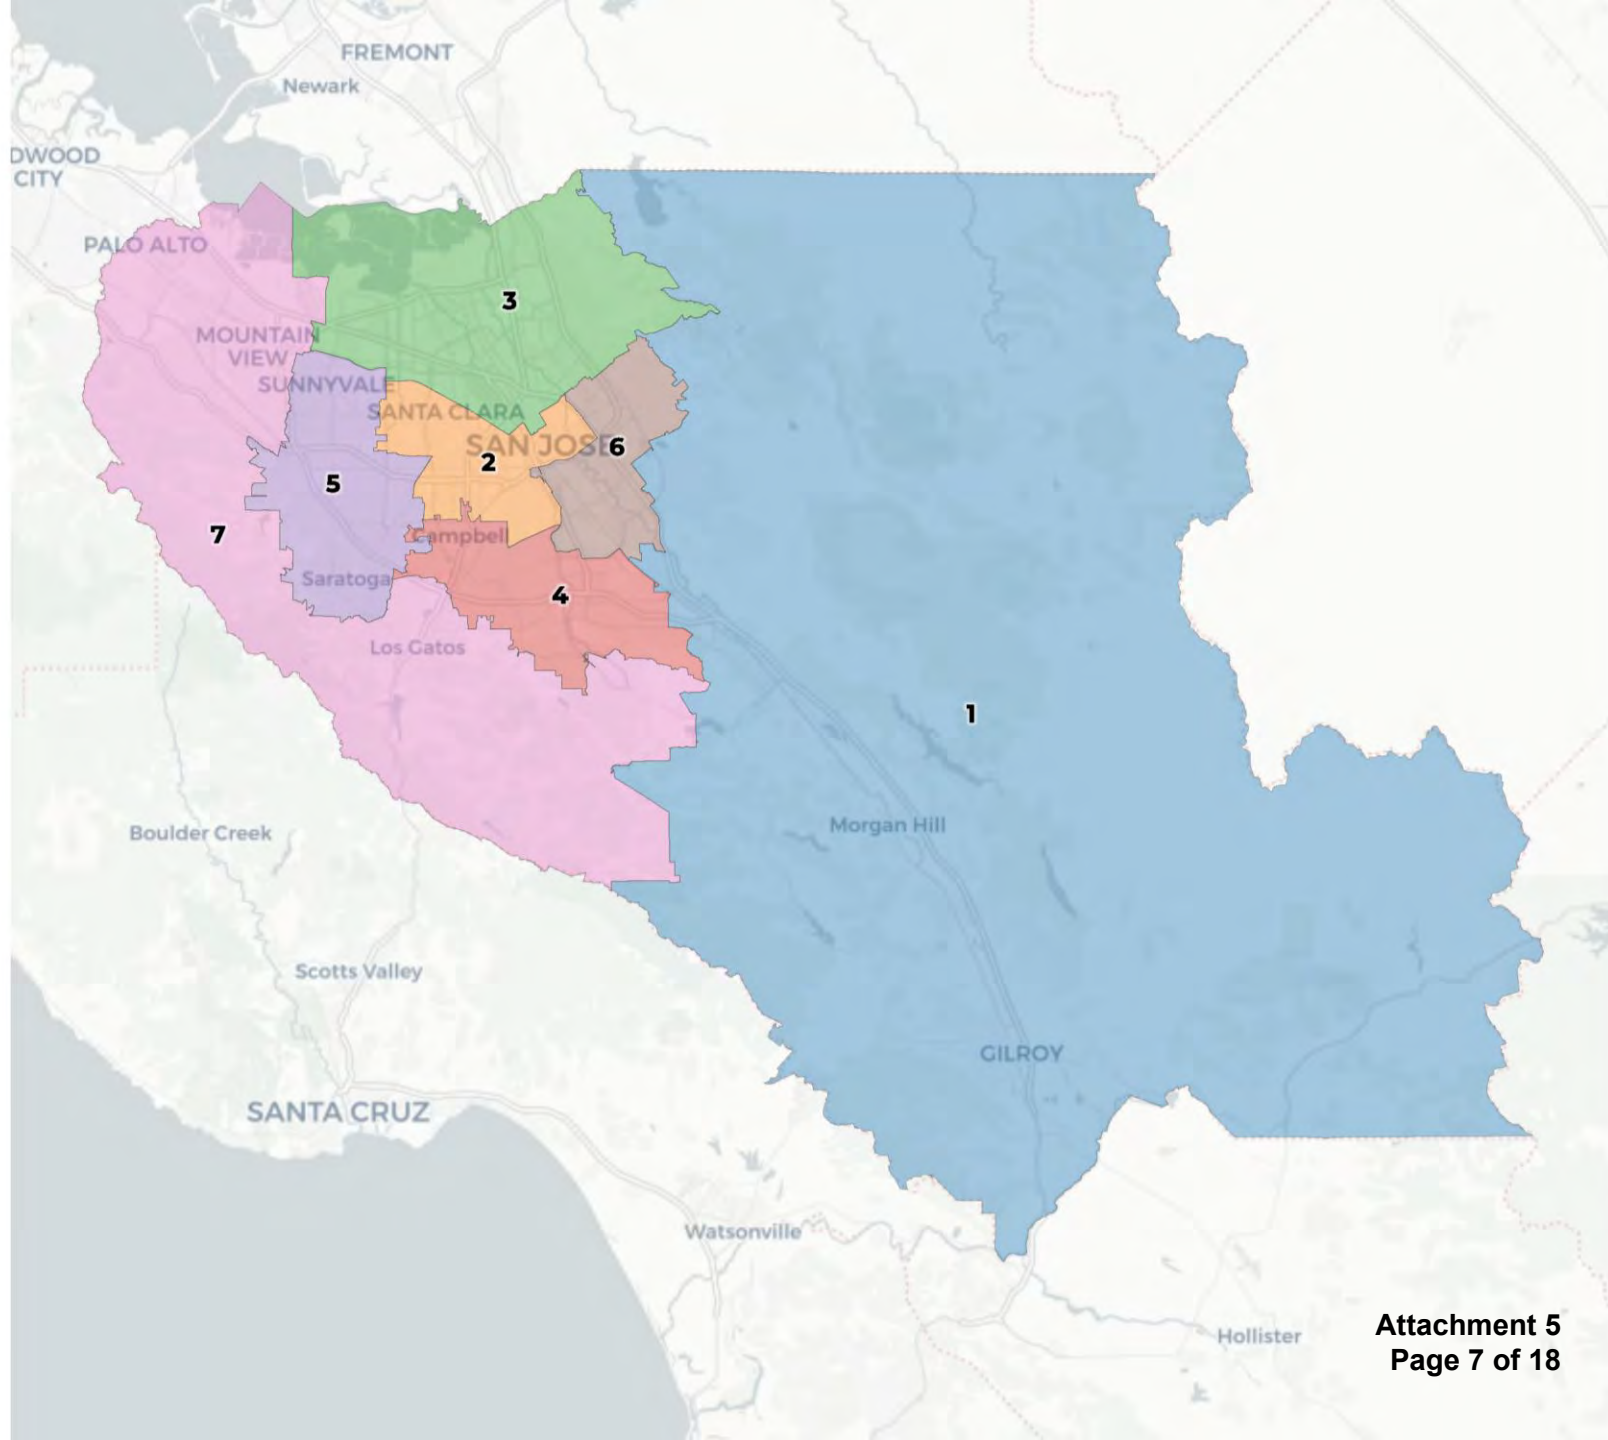 FREMONT
Newark
DWOOD
CITY
PALO ALTO
3
MOUNTAIN
VIEW
SUNNYVALE
SANTA CLARA
SAN JOSE
6
2
5
7
Campbell
Saratoga
4
Los Gatos
1
Morgan Hill
Boulder Creek
Scotts Valley
GILROY
SANTA CRUZ
Watsonville
Hollister
Attachment 5
Page 7 of 18